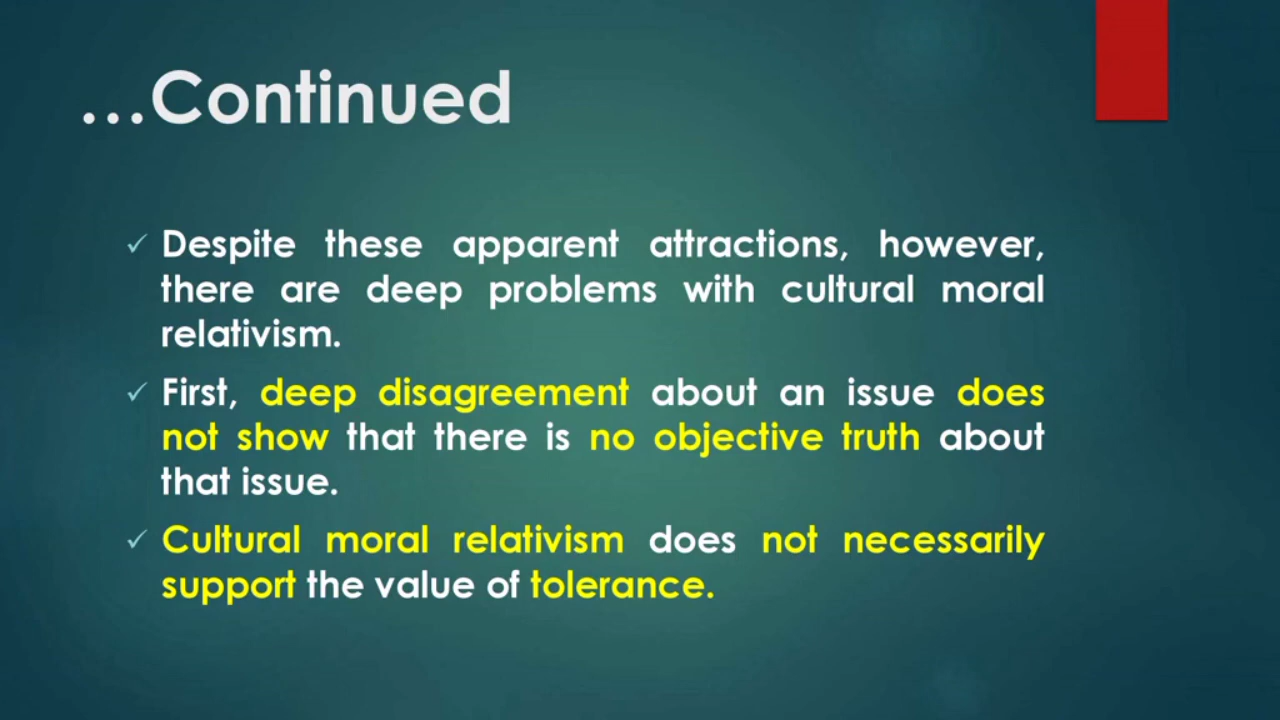 ...Continued
Despite these apparent attractions, however,
there are deep problems with cultural moral
relativism.
First, deep disagreement about an issue does
not show that there is no objective truth about
that issue.
Cultural moral relativism does not necessarily
support the value of tolerance.